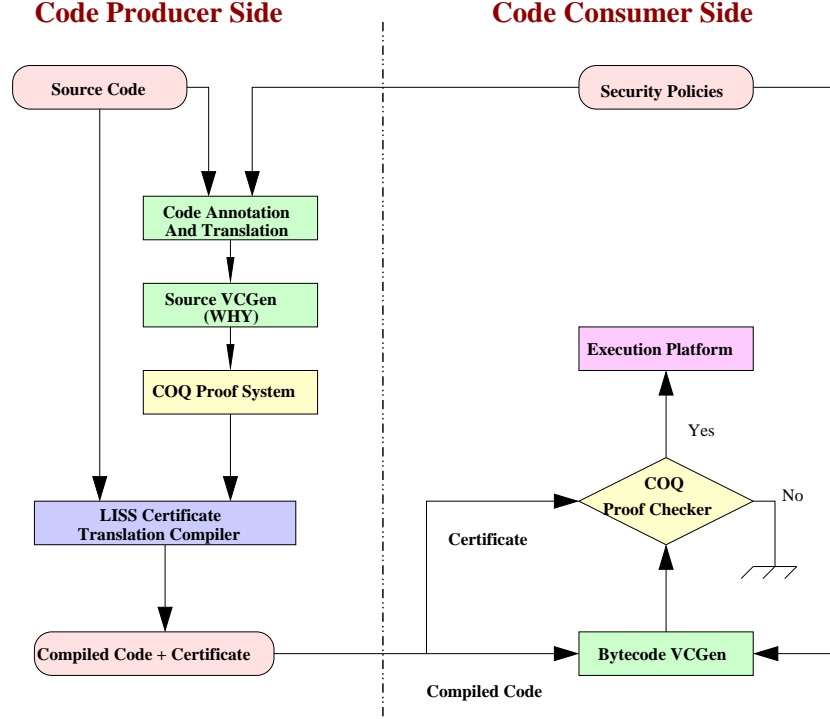 Code Producer Side
Code Consumer Side
Source Code
Security Policies
Code Annotation
And Translation
Source VCGen
(WHY)
Execution Platform
COQ Proof System
Yes
COQ
Proof Checker
No
LISS Certificate
Translation Compiler
Certificate
Compiled Code + Certificate
Bytecode VCGen
Compiled Code